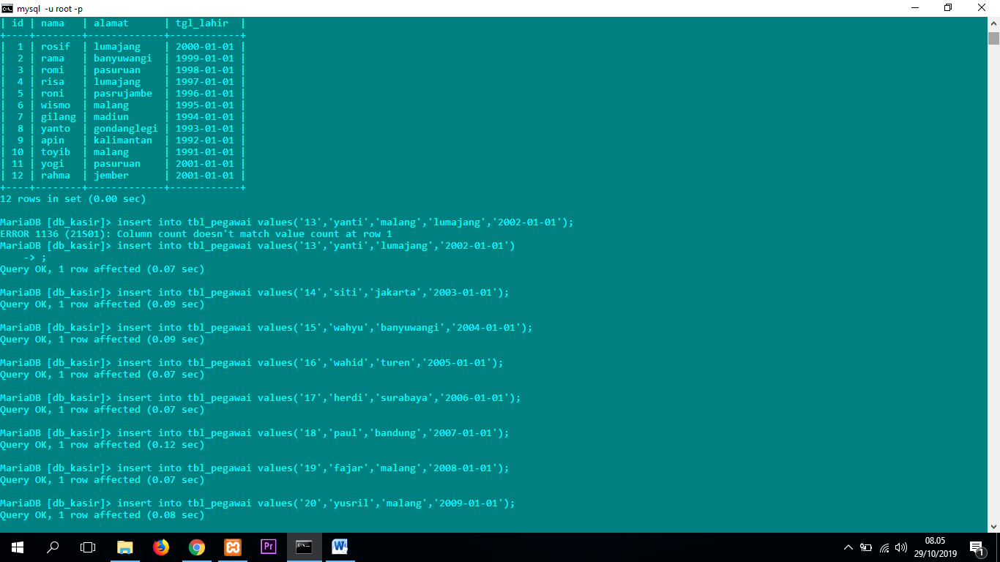 mysql -u root -p
| id | nama   | alamat      | tgl_lahir  |
+----+--------+-------------+------------+
|  1 | rosif  | lumajang    | 2000-01-01 |
|  2 | rama   | banyuwangi  | 1999-01-01 |
|  3 | romi   | pasuruan    | 1998-01-01 |
|  4 | risa   | lumajang    | 1997-01-01 |
|  5 | roni   | pasrujambe  | 1996-01-01 |
|  6 | wismo  | malang      | 1995-01-01 |
|  7 | gilang | madiun      | 1994-01-01 |
|  8 | yanto  | gondanglegi | 1993-01-01 |
|  9 | apin   | kalimantan  | 1992-01-01 |
| 10 | toyib  | malang      | 1991-01-01 |
| 11 | yogi   | pasuruan    | 2001-01-01 |
| 12 | rahma  | jember      | 2001-01-01 |
+----+--------+-------------+------------+
12 rows in set (0.00 sec)
MariaDB [db_kasir]> insert into tbl_pegawai values('13','yanti','malang','lumajang','2002-01-01');
ERROR 1136 (21S01): Column count doesn't match value count at row 1
MariaDB [db_kasir]> insert into tbl_pegawai values('13','yanti','lumajang','2002-01-01')
    -> ;
Query OK, 1 row affected (0.07 sec)
MariaDB [db_kasir]> insert into tbl_pegawai values('14','siti','jakarta','2003-01-01');
Query OK, 1 row affected (0.09 sec)
MariaDB [db_kasir]> insert into tbl_pegawai values('15','wahyu','banyuwangi','2004-01-01');
Query OK, 1 row affected (0.09 sec)
MariaDB [db_kasir]> insert into tbl_pegawai values('16','wahid','turen','2005-01-01');
Query OK, 1 row affected (0.07 sec)
MariaDB [db_kasir]> insert into tbl_pegawai values('17','herdi','surabaya','2006-01-01');
Query OK, 1 row affected (0.07 sec)
MariaDB [db_kasir]> insert into tbl_pegawai values('18','paul','bandung','2007-01-01');
Query OK, 1 row affected (0.12 sec)
MariaDB [db_kasir]> insert into tbl_pegawai values('19','fajar','malang','2008-01-01');
Query OK, 1 row affected (0.07 sec)
MariaDB [db_kasir]> insert into tbl_pegawai values('20','yusril','malang','2009-01-01');
Query OK, 1 row affected (0.08 sec)
Pr
08.05
29/10/2019
1